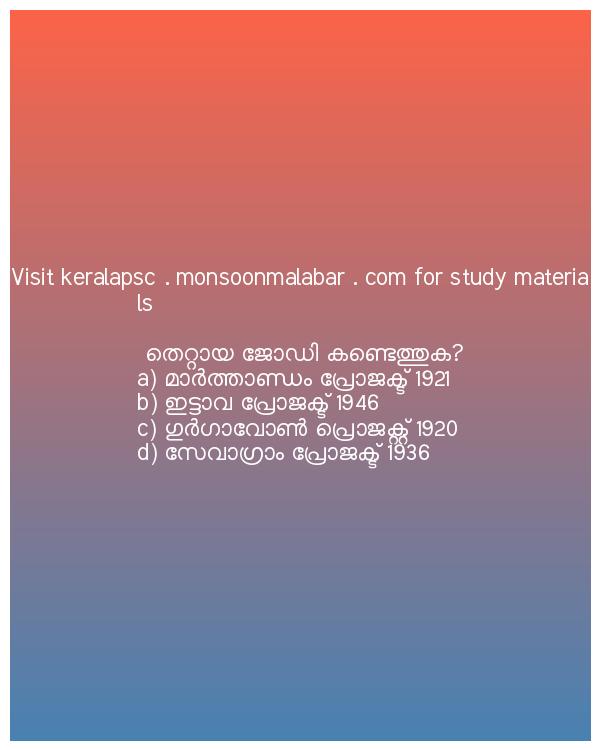 Visit keralapsc . monsoonmalabar . com for study materia
ls
തെറ്റായ ജോഡി കണ്ടെത്തുക?
a) മാർത്താണ്ഡം പ്രോജക്ട് 1921
b) ഇട്ടാവ പ്രോജക്ട് 1946
c) ഗുർഗാവോൺ പ്രൊജക്റ്റ് 1920
d) സേവാഗ്രാം പ്രോജക്ട് 1936